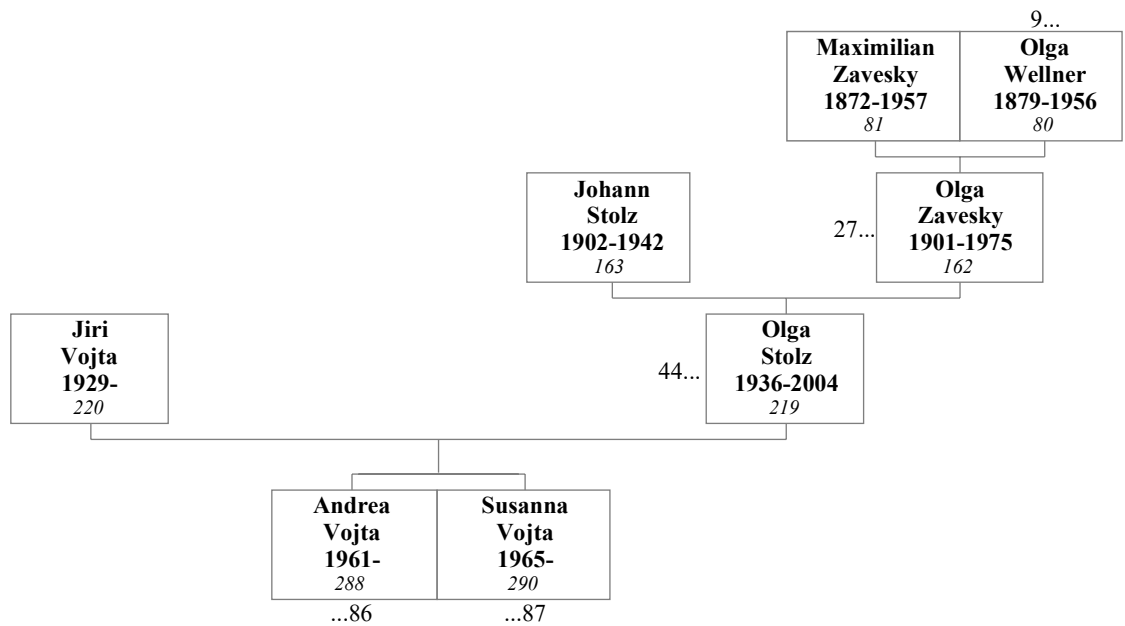 9...
Maximilian
Zavesky
1872-1957
81
Olga
Wellner
1879-1956
80
Johann
Stolz
1902-1942
163
27...
Olga
Zavesky
1901-1975
162
Jiri
Vojta
1929-
220
44...
Olga
Stolz
1936-2004
219
Andrea
Vojta
1961-
288
Susanna
Vojta
1965-
290
...86
...87